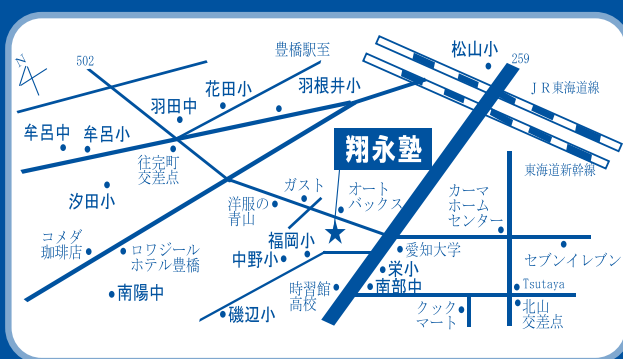 N
502
豊橋駅至
松山小
259
ＪＲ東海道線
花田小
羽根井小
羽田中
牟呂中
牟呂小
往完町
交差点
翔永塾
東海道新幹線
汐田小
ガスト
オート
バックス
カーマ
ホーム
センター
洋服の
青山
コメダ
珈琲店
ロワジール
ホテル豊橋
福岡小
中野小
愛知大学
セブンイレブン
栄小
南部中
時習館
高校
Tsutaya
南陽中
磯辺小
クック
マート
北山
交差点